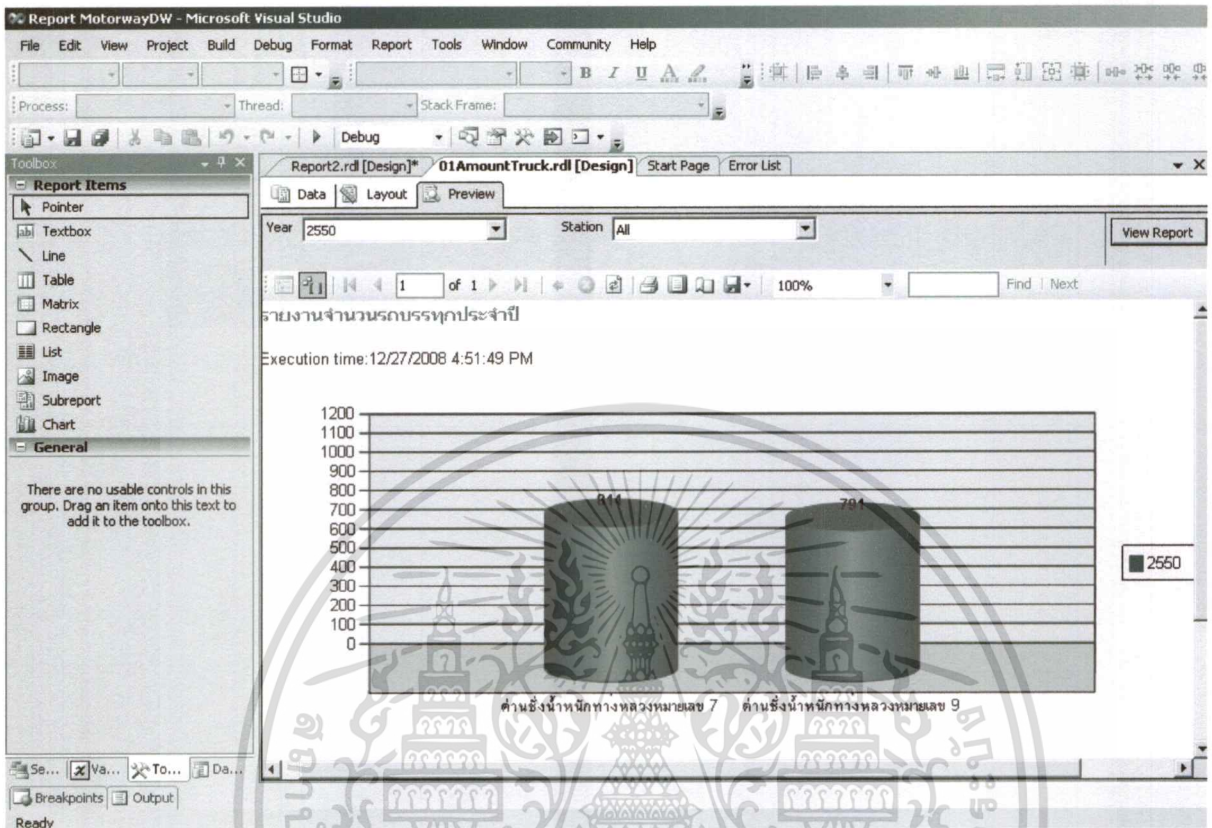 Report MotorwayDW - Microsoft Visual Studio
File Edit View Project Build Debug Format Report Tools Window Community Help
B I U A
Process: Thread: Stack Frame:
Debug
Toolbox
Report2.rdl [Design]* 01AmountTruck.rdl [Design] Start Page Error List
Report Items
Data Layout Preview
Pointer
Textbox
Line
Table
Matrix
Rectangle
List
Image
Subreport
Chart
General
There are no usable controls in this
group. Drag an item onto this text to
add it to the toolbox.
Year 2550 Station All View Report
1 of 1 100% Find | Next
รายงานจำนวนรถบรรทุกประจำปี
Execution time:12/27/2008 4:51:49 PM
1200
1100
1000
900
800
700
600
500
400
300
200
100
0
791
2550
ด่านชั่งน้ำหนักทางหลวงหมายเลข 7 ด่านชั่งน้ำหนักทางหลวงหมายเลข 9
Se... Va... To... Da...
Breakpoints Output
Ready